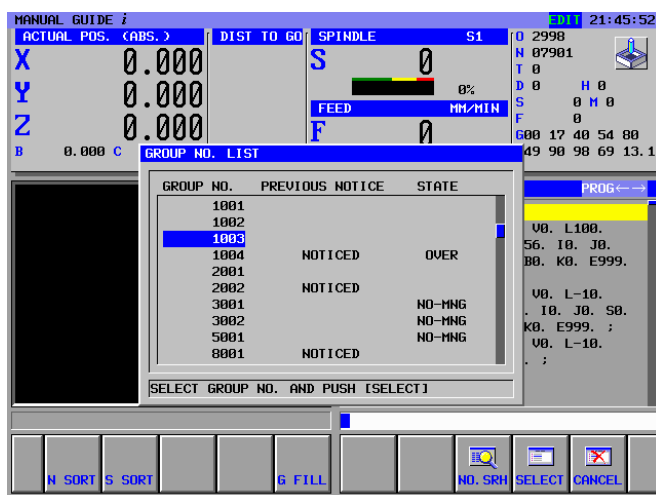 MANUAL GUIDE i EDIT 21:45:52
ACTUAL POS. (ABS.) DIST TO GO SPINDLE S1 O 2998
X 0.000 S 0 N 07901
T 0
Y 0.000 0% D 0 H 0
FEED MM/MIN S 0 M 0
Z 0.000 F 0 F 0
G00 17 40 54 80
B 0.000 C 49 90 98 69 13.1
GROUP NO. LIST
PROG←→
GROUP NO. PREVIOUS NOTICE STATE
1001
1002
1003
1004 NOTICED OVER
2001
2002 NOTICED
3001 NO-MNG
3002 NO-MNG
5001 NO-MNG
8001 NOTICED
V0. L100.
56. I0. J0.
B0. K0. E999.
V0. L-10.
. I0. J0. S0.
K0. E999. ;
V0. L-10.
. ;
SELECT GROUP NO. AND PUSH [SELECT]
N SORT S SORT G FILL NO.SRH SELECT CANCEL